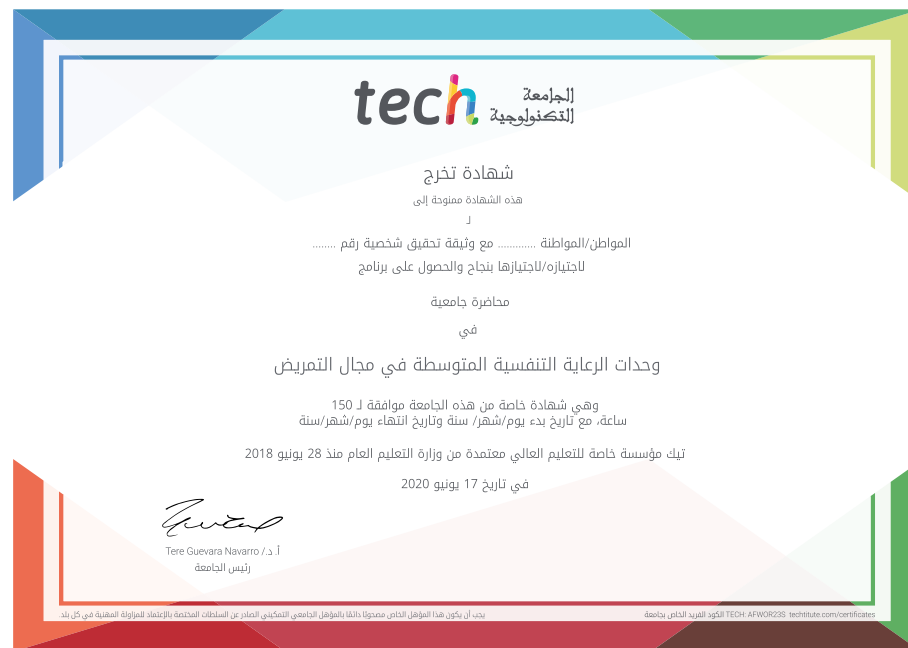 tech الجامعة
التكنولوجية
شهادة تخرج
هذه الشهادة ممنوحة إلى
لـ
المواطن/المواطنة ............ مع وثيقة تحقيق شخصية رقم ........
لاجتيازه/لاجتيازها بنجاح والحصول على برنامج
محاضرة جامعية
في
وحدات الرعاية التنفسية المتوسطة في مجال التمريض
وهي شهادة خاصة من هذه الجامعة موافقة لـ 150
ساعة، مع تاريخ بدء يوم/شهر/ سنة وتاريخ انتهاء يوم/شهر/سنة
تيك مؤسسة خاصة للتعليم العالي معتمدة من وزارة التعليم العام منذ 28 يونيو 2018
في تاريخ 17 يونيو 2020
أ. د./ Tere Guevara Navarro
رئيس الجامعة
الكود الفريد الخاص بجامعة TECH: AFWOR23S techtitute.com/certificates
يجب أن يكون هذا المؤهل الخاص مصحوبًا دائمًا بالمؤهل الجامعي التمكيني الصادر عن السلطات المختصة بالإعتماد للمزاولة المهنية في كل بلد.